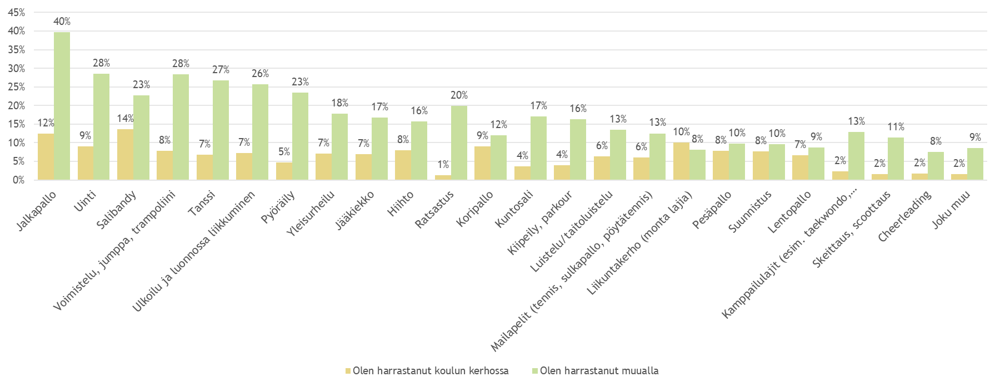 45%
40%
35%
30%
25%
20%
15%
10%
5%
0%
12%
40%
9%
28%
14%
23%
8%
28%
7%
27%
7%
26%
5%
23%
7%
18%
7%
17%
8%
16%
1%
20%
9%
12%
4%
17%
4%
16%
6%
13%
6%
13%
10%
8%
8%
10%
8%
10%
7%
9%
2%
13%
2%
11%
2%
8%
2%
9%
Jalkapallo
Uinti
Salibandy
Voimistelu, jumppa, trampoliini
Tanssi
Ulkoilu ja luonnossa liikkuminen
Pyöräily
Yleisurheilu
Jääkiekko
Hiihto
Ratsastus
Koripallo
Kuntosali
Kiipeily, parkour
Luistelu/taitoluistelu
Mailapelit (tennis, sulkapallo, pöytätennis)
Liikuntakerho (monta lajia)
Pesäpallo
Suunnistus
Lentopallo
Kamppailulajit (esim. taekwondo,…
Skeittaus, scoottaus
Cheerleading
Joku muu
Olen harrastanut koulun kerhossa
Olen harrastanut muualla